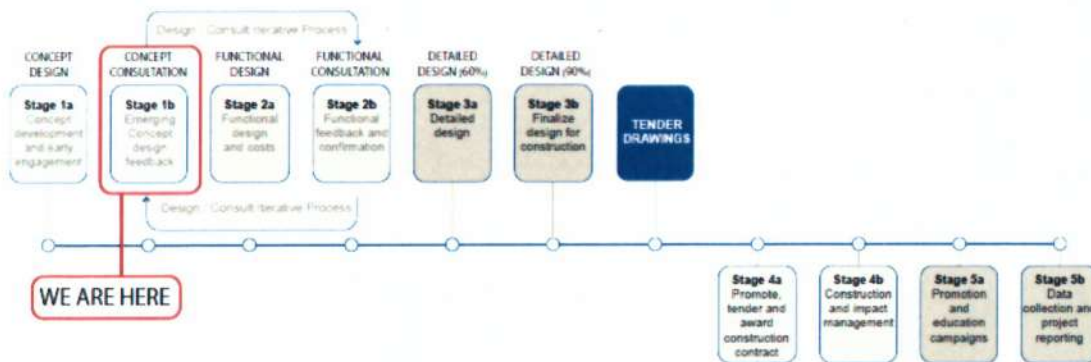 Design / Consult Iterative Process
CONCEPT
DESIGN
CONCEPT
CONSULTATION
FUNCTIONAL
DESIGN
FUNCTIONAL
CONSULTATION
DETAILED
DESIGN (60%)
DETAILED
DESIGN (90%)
Stage 1a
Concept
development
and early
engagement
Stage 1b
Emerging
Concept
design
feedback
Stage 2a
Functional
design
and costs
Stage 2b
Functional
feedback and
confirmation
Stage 3a
Detailed
design
Stage 3b
Finalize
design for
construction
TENDER
DRAWINGS
Design / Consult Iterative Process
WE ARE HERE
Stage 4a
Promote,
tender and
award
construction
contract
Stage 4b
Construction
and impact
management
Stage 5a
Promotion
and
education
campaigns
Stage 5b
Data
collection and
project
reporting